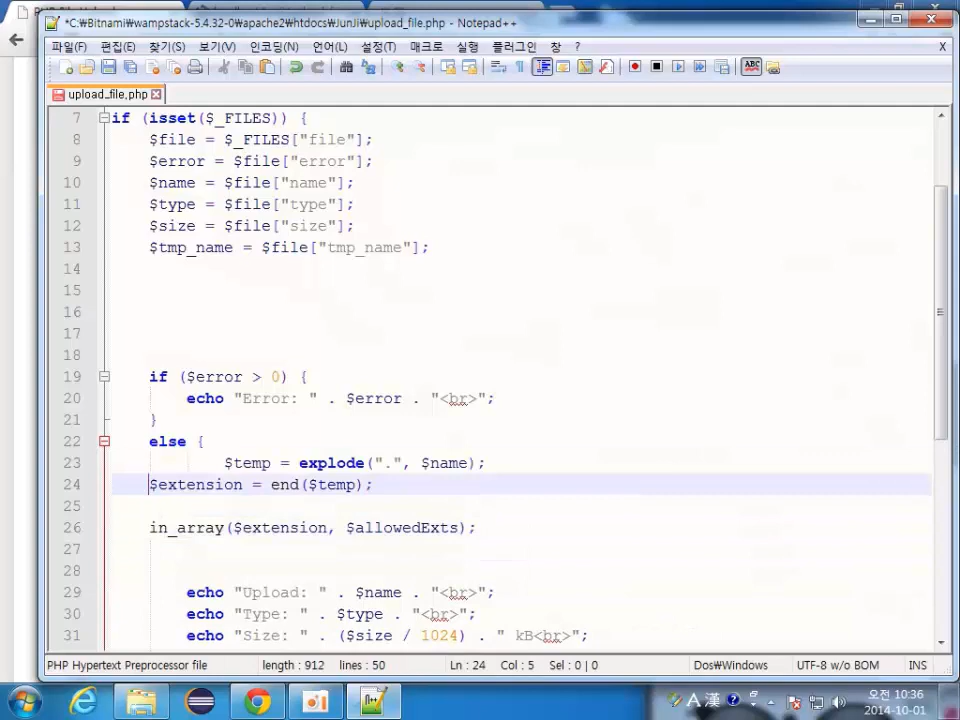 *C:₩Bitnami₩wampstack-5.4.32-0₩apache2₩htdocs₩JunJi₩upload_file.php - Notepad++
파일(F) 편집(E) 찾기(S) 보기(V) 인코딩(N) 언어(L) 설정(T) 매크로 실행 플러그인 창 ? X
upload_file.php
7 if (isset($_FILES)) {
8 $file = $_FILES["file"];
9 $error = $file["error"];
10 $name = $file["name"];
11 $type = $file["type"];
12 $size = $file["size"];
13 $tmp_name = $file["tmp_name"];
14
15
16
17
18
19 if ($error > 0) {
20 echo "Error: " . $error . "<br>";
21 }
22 else {
23 $temp = explode(".", $name);
24 $extension = end($temp);
25
26 in_array($extension, $allowedExts);
27
28
29 echo "Upload: " . $name . "<br>";
30 echo "Type: " . $type . "<br>";
31 echo "Size: " . ($size / 1024) . " kB<br>";
PHP Hypertext Preprocessor file length : 912 lines : 50 Ln : 24 Col : 5 Sel : 0 | 0 Dos₩Windows UTF-8 w/o BOM INS
A 漢 오전 10:36
2014-10-01